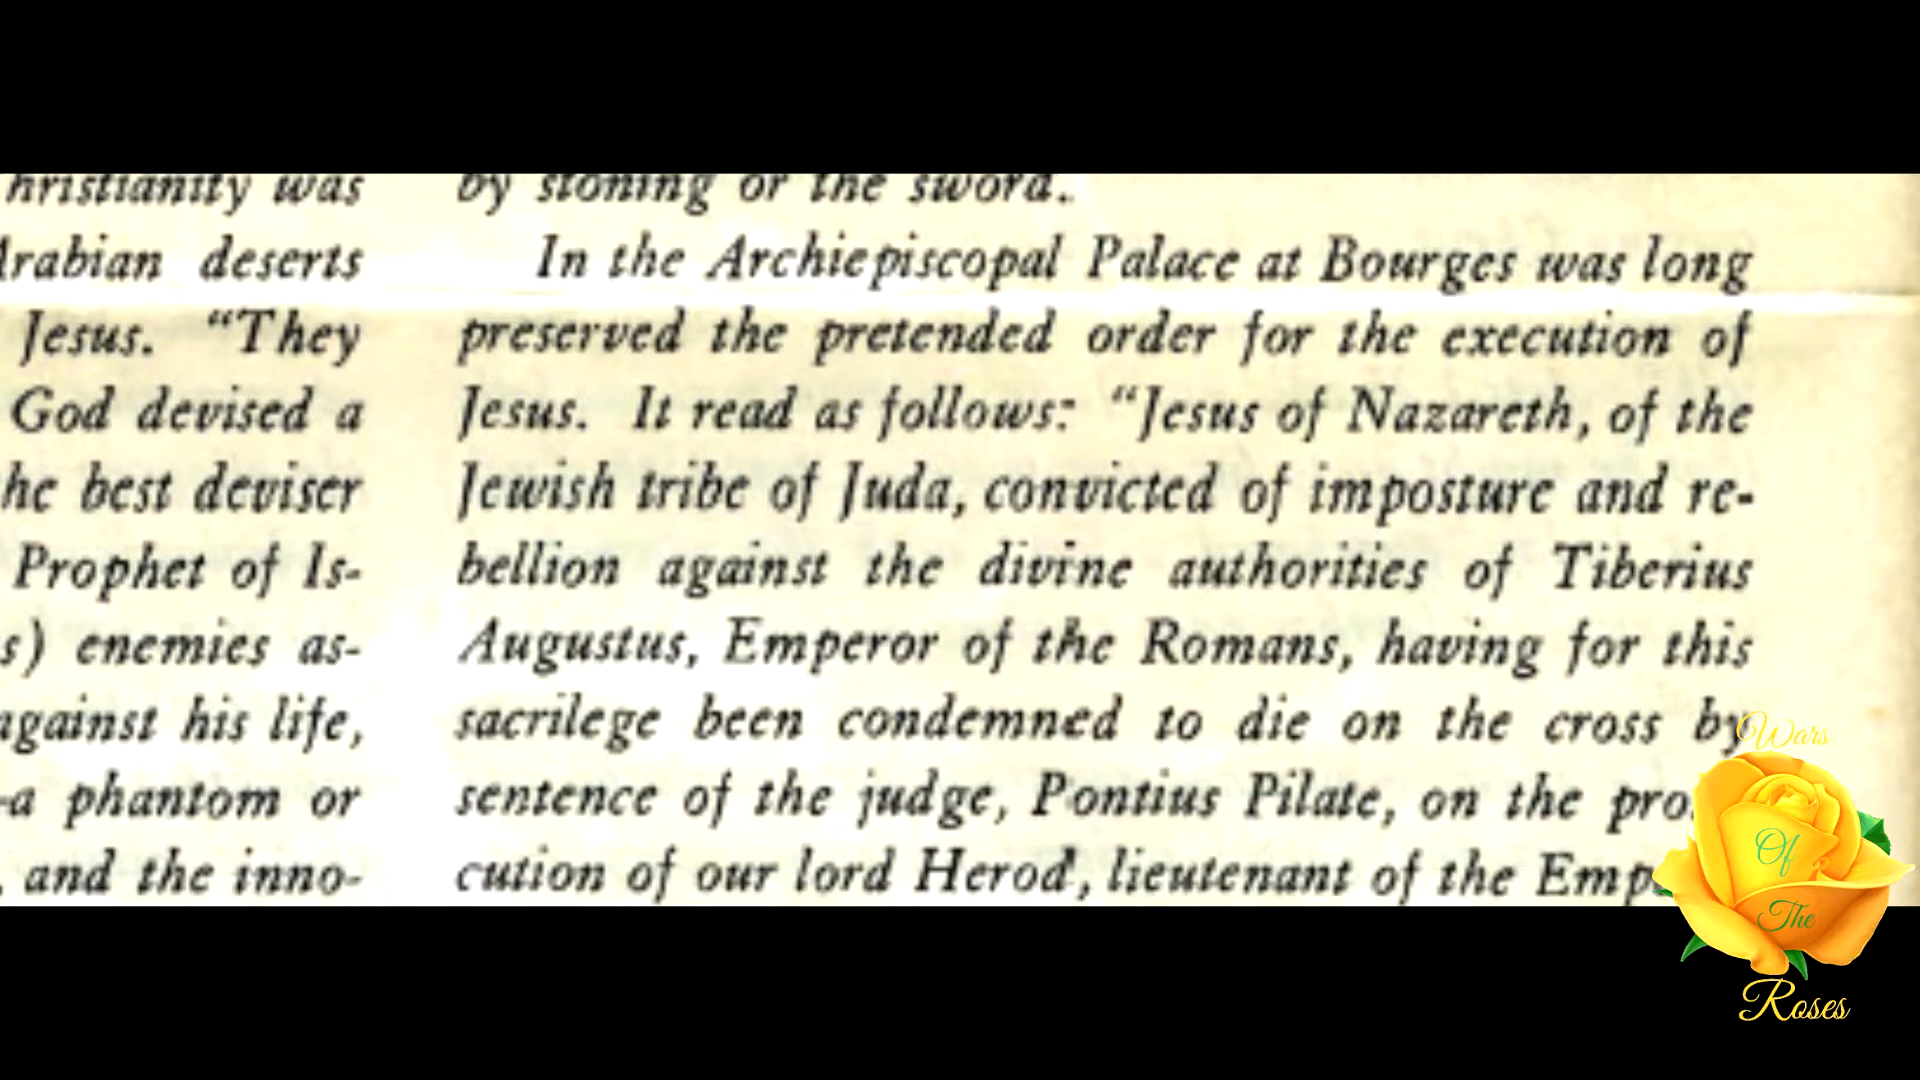 hristianity was
Arabian deserts
Jesus. "They
God devised a
he best deviser
Prophet of Is-
s) enemies as-
against his life,
-a phantom or
, and the inno-
by stoning or the sword.
In the Archiepiscopal Palace at Bourges was long
preserved the pretended order for the execution of
Jesus. It read as follows: "Jesus of Nazareth, of the
Jewish tribe of Juda, convicted of imposture and re-
bellion against the divine authorities of Tiberius
Augustus, Emperor of the Romans, having for this
sacrilege been condemned to die on the cross by
sentence of the judge, Pontius Pilate, on the pro
cution of our lord Herod, lieutenant of the Emp
Wars
Of
The
Roses